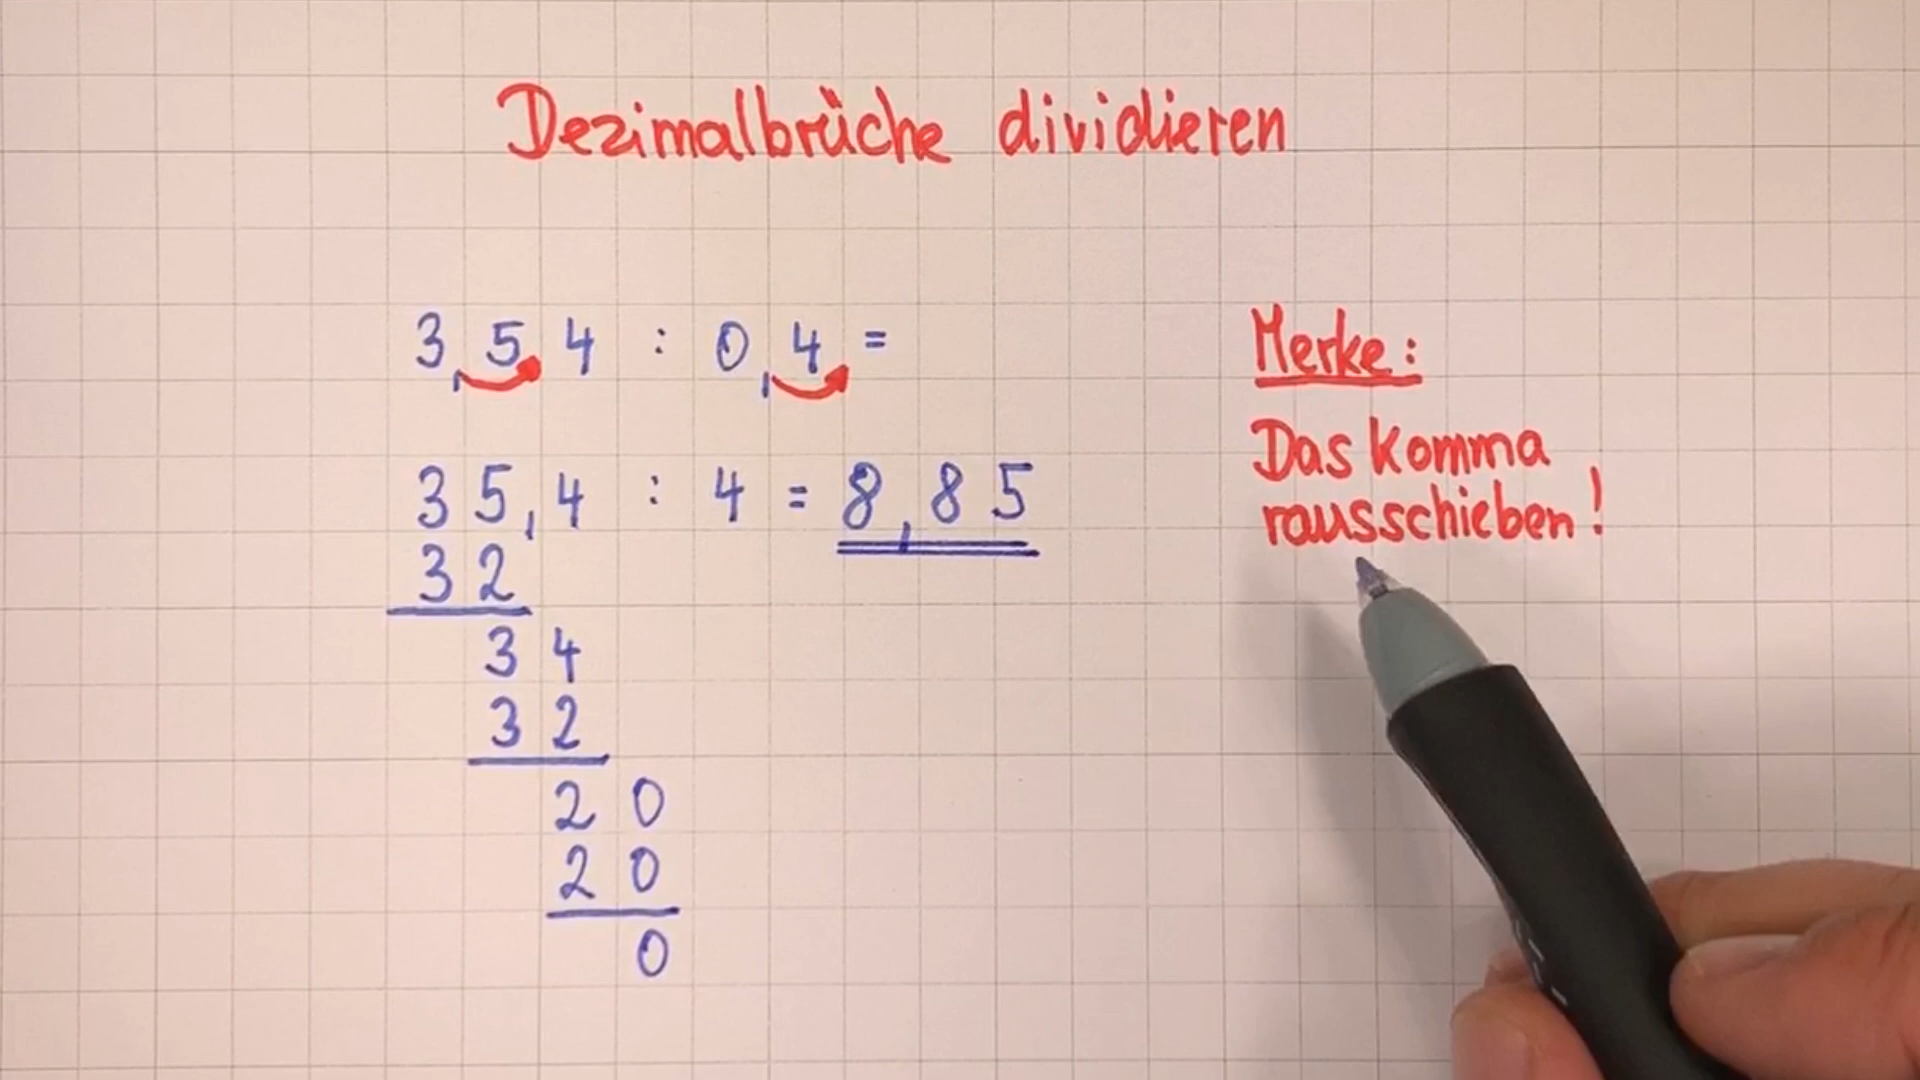 Dezimalbrüche dividieren
3,54 : 0,4 =
Merke:
Das Komma
rausschieben!
35,4 : 4 = 8,85
32
34
32
20
20
0